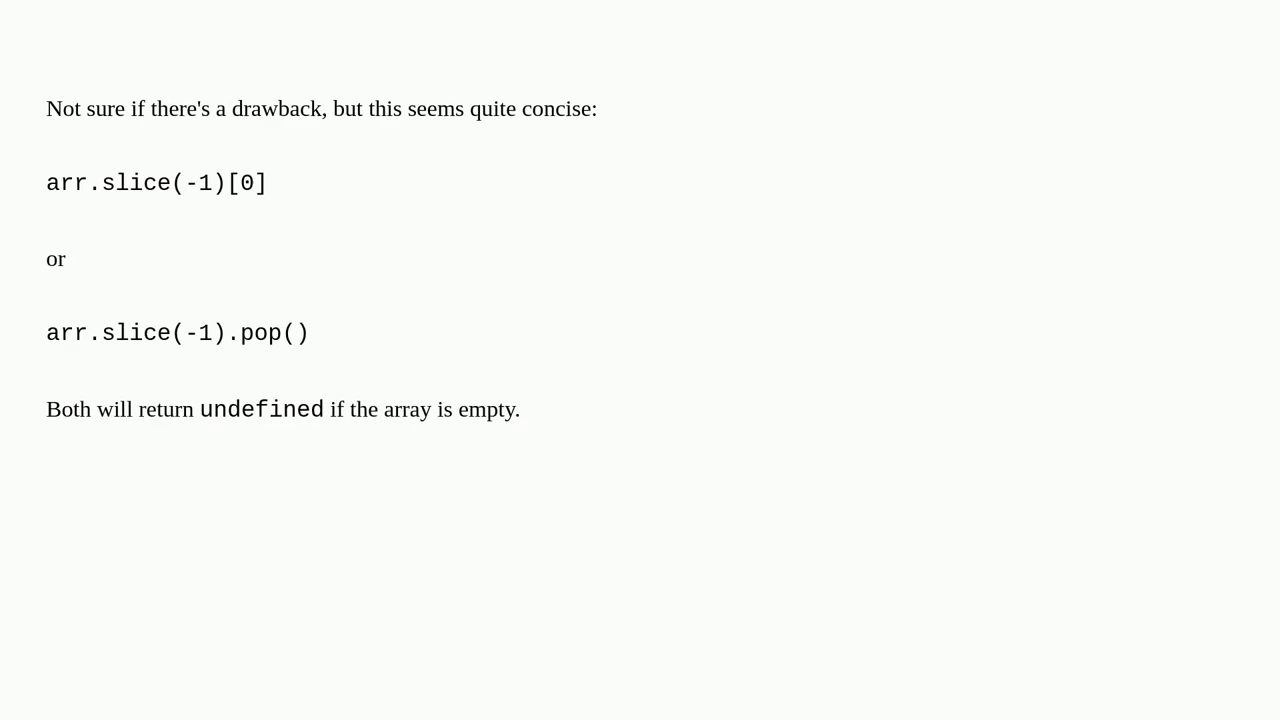 Not sure if there's a drawback, but this seems quite concise:
arr.slice(-1)[0]
or
arr.slice(-1).pop()
Both will return undefined if the array is empty.